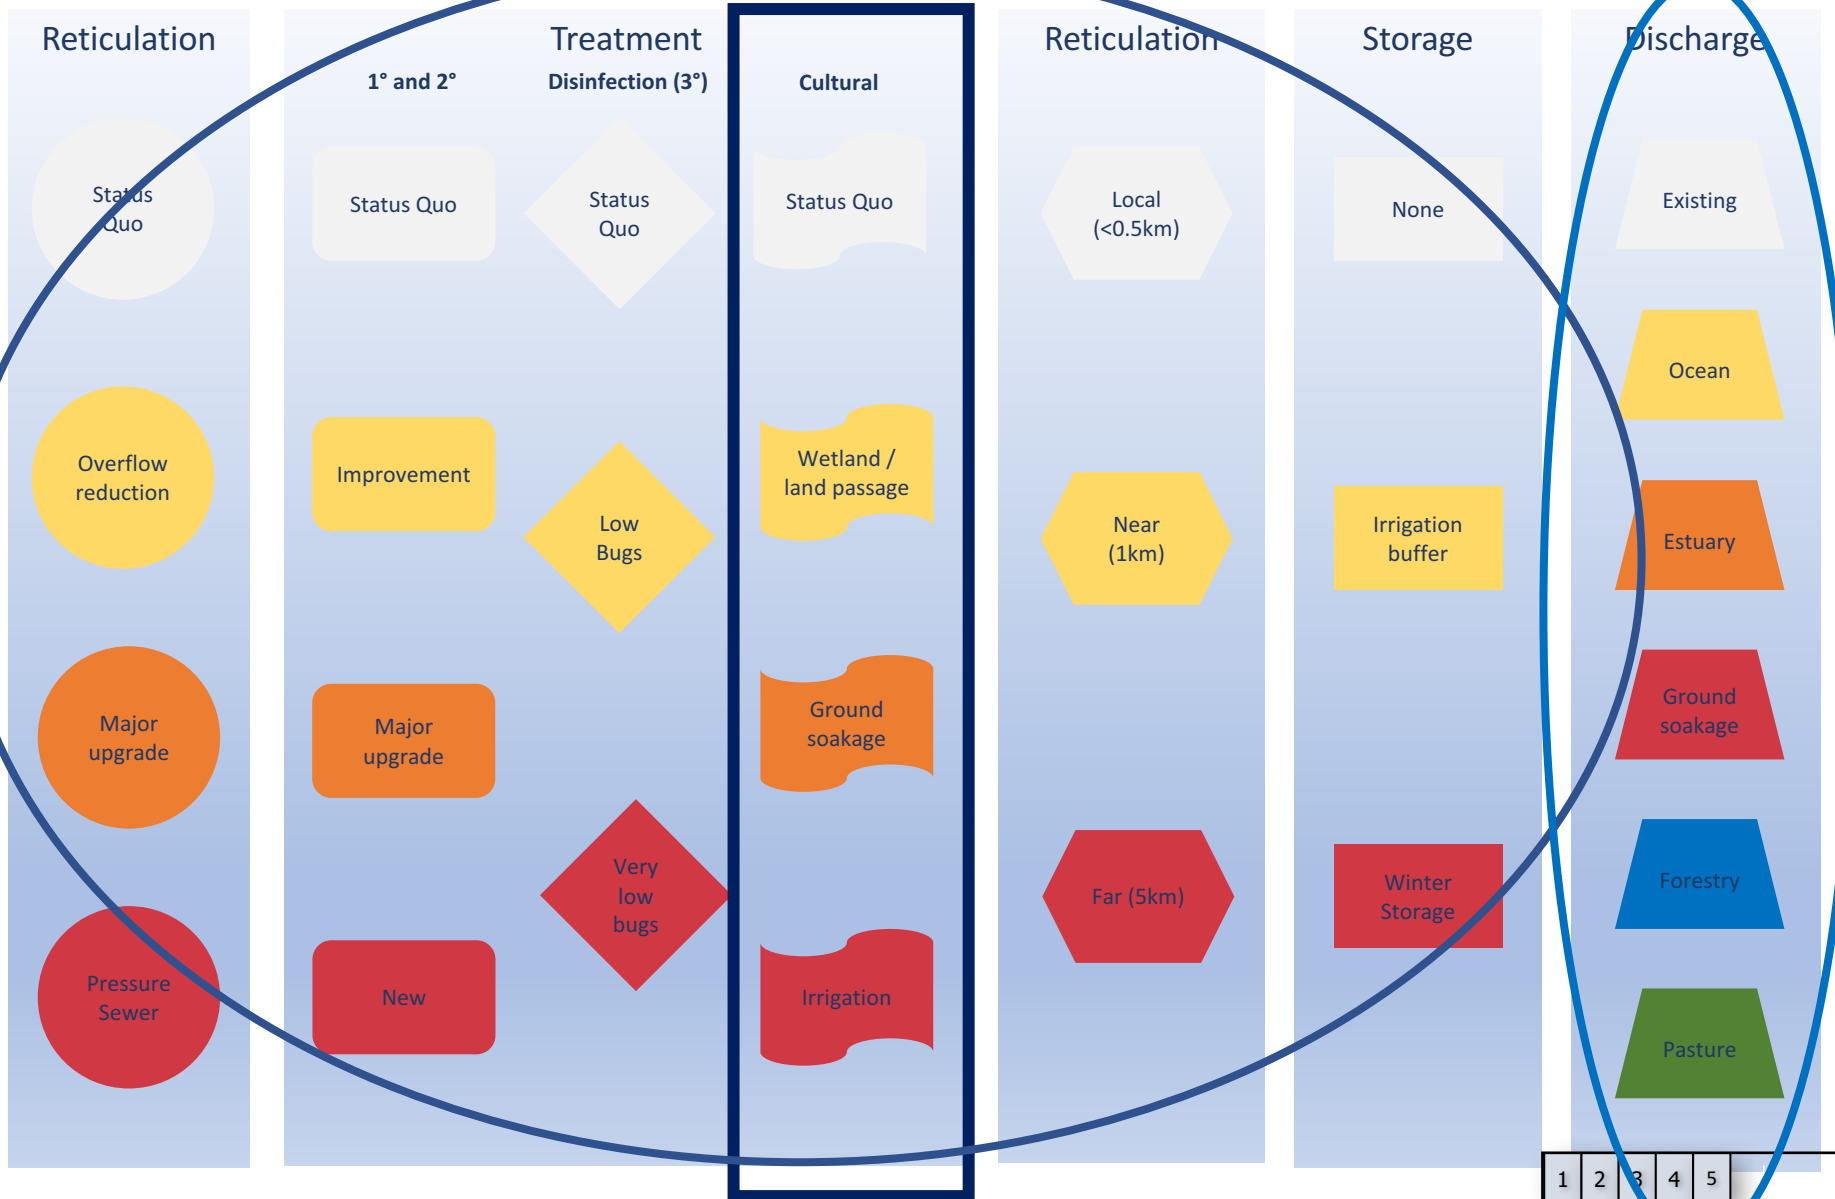 Reticulation
Status
Quo
Overflow
reduction
Major
upgrade
Pressure
Sewer
Treatment
1° and 2°
Status Quo
Improvement
Major
upgrade
New
Disinfection (3°)
Status
Quo
Low
Bugs
Very
low
bugs
Cultural
Status Quo
Wetland /
land passage
Ground
soakage
Irrigation
Reticulation
Local
(<0.5km)
Near
(1km)
Far (5km)
Storage
None
Irrigation
buffer
Winter
Storage
Discharge
Existing
Ocean
Estuary
Ground
soakage
Forestry
Pasture
1 2 3 4 5